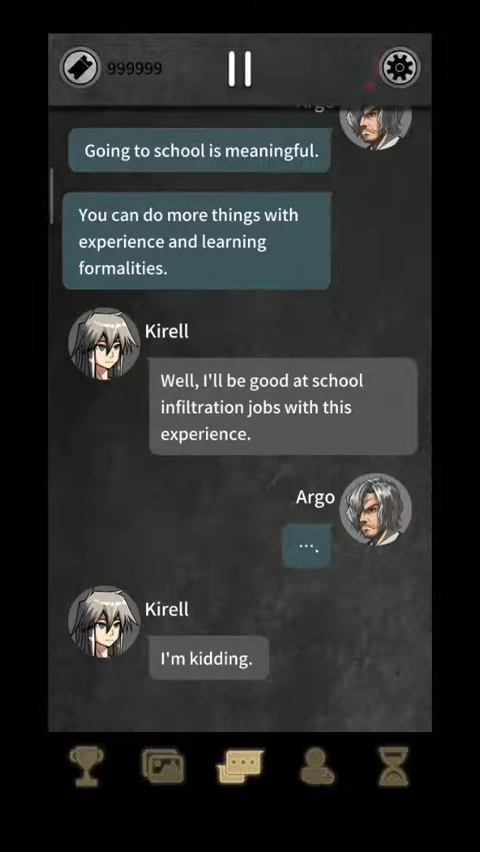 999999
Argo
Going to school is meaningful.
You can do more things with
experience and learning
formalities.
Kirell
Well, I'll be good at school
infiltration jobs with this
experience.
Argo
....
Kirell
I'm kidding.